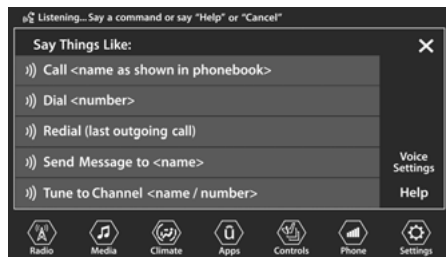 Listening... Say a command or say "Help" or "Cancel"
Say Things Like:
Call <name as shown in phonebook>
Dial <number>
Redial (last outgoing call)
Send Message to <name>
Voice Settings
Tune to Channel <name / number>
Help
Radio Media Climate Apps Controls Phone Settings